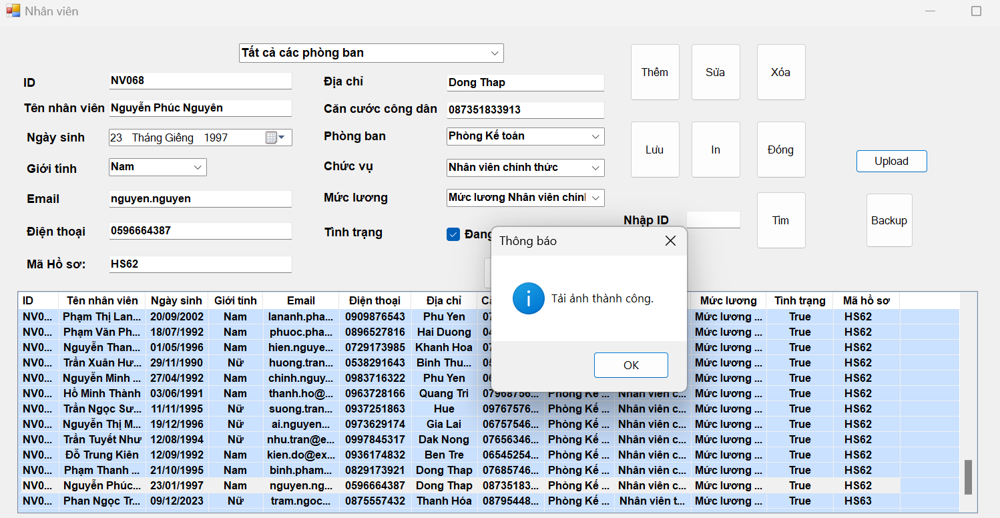 Nhân viên
Tất cả các phòng ban
ID NV068 Địa chỉ Dong Thap Thêm Sửa Xóa
Tên nhân viên Nguyễn Phúc Nguyên Căn cước công dân 087351833913
Ngày sinh 23 Tháng Giêng 1997 Phòng ban Phòng Kế toán
Giới tính Nam Chức vụ Nhân viên chính thức Lưu In Đóng Upload
Email nguyen.nguyen Mức lương Mức lương Nhân viên chính
Điện thoại 0596664387 Tình trạng Đang Nhập ID Tìm Backup
Mã Hồ sơ: HS62
Thông báo
Tải ảnh thành công.
OK
ID Tên nhân viên Ngày sinh Giới tính Email Điện thoại Địa chỉ Mức lương Tình trạng Mã hồ sơ
NV0... Phạm Thị Lan... 20/09/2002 Nam lananh.pha... 0909876543 Phu Yen Mức lương ... True HS62
NV0... Phạm Văn Ph... 18/07/1992 Nam phuoc.pha... 0896527816 Hai Duong Mức lương ... True HS62
NV0... Nguyễn Than... 01/05/1996 Nam hien.nguye... 0729173985 Khanh Hoa Mức lương ... True HS62
NV0... Trần Xuân Hư... 29/11/1990 Nữ huong.tran... 0538291643 Binh Thu... Mức lương ... True HS62
NV0... Nguyễn Minh ... 27/04/1992 Nam chinh.nguy... 0983716322 Phu Yen Mức lương ... True HS62
NV0... Hồ Minh Thành 03/06/1991 Nam thanh.ho@... 0963728166 Quang Tri 07968756... Phòng Kế ... Nhân viên c... Mức lương ... True HS62
NV0... Trần Ngọc Sư... 11/11/1995 Nữ suong.tran... 0937251863 Hue 09767576... Phòng Kế ... Nhân viên c... Mức lương ... True HS62
NV0... Nguyễn Thị M... 19/12/1996 Nữ ai.nguyen... 0973629174 Gia Lai 06757546... Phòng Kế ... Nhân viên c... Mức lương ... True HS62
NV0... Trần Tuyết Như 12/08/1994 Nữ nhu.tran@e... 0997845317 Dak Nong 07656346... Phòng Kế ... Nhân viên c... Mức lương ... True HS62
NV0... Đỗ Trung Kiên 12/09/1992 Nam kien.do@ex... 0936174832 Ben Tre 06545254... Phòng Kế ... Nhân viên c... Mức lương ... True HS62
NV0... Phạm Thanh ... 21/10/1995 Nam binh.pham... 0829173921 Dong Thap 07685746... Phòng Kế ... Nhân viên c... Mức lương ... True HS62
NV0... Nguyễn Phúc... 23/01/1997 Nam nguyen.ng... 0596664387 Dong Thap 08735183... Phòng Kế ... Nhân viên c... Mức lương ... True HS62
NV0... Phan Ngọc Tr... 09/12/2023 Nữ tram.ngoc... 0875557432 Thanh Hóa 08795448... Phòng Kế ... Nhân viên t... Mức lương ... True HS63